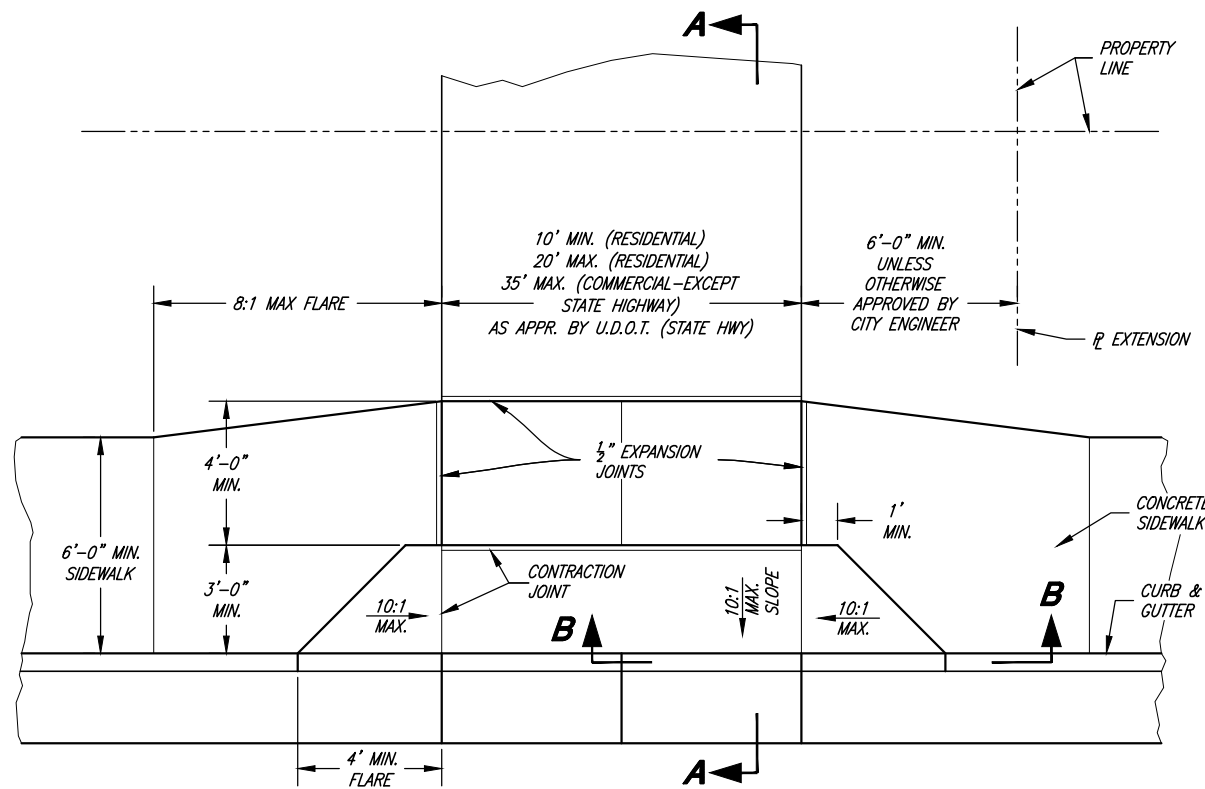 A
PROPERTY
LINE
10' MIN. (RESIDENTIAL)
20' MAX. (RESIDENTIAL)
35' MAX. (COMMERCIAL-EXCEPT
STATE HIGHWAY)
AS APPR. BY U.D.O.T. (STATE HWY)
6'-0" MIN.
UNLESS
OTHERWISE
APPROVED BY
CITY ENGINEER
8:1 MAX FLARE
℄ EXTENSION
1/2" EXPANSION
JOINTS
4'-0"
MIN.
1'
MIN.
CONCRETE
SIDEWALK
6'-0" MIN.
SIDEWALK
3'-0"
MIN.
CONTRACTION
JOINT
10:1
MAX.
10:1
MAX.
SLOPE
10:1
MAX.
B
B
CURB &
GUTTER
4' MIN.
FLARE
A